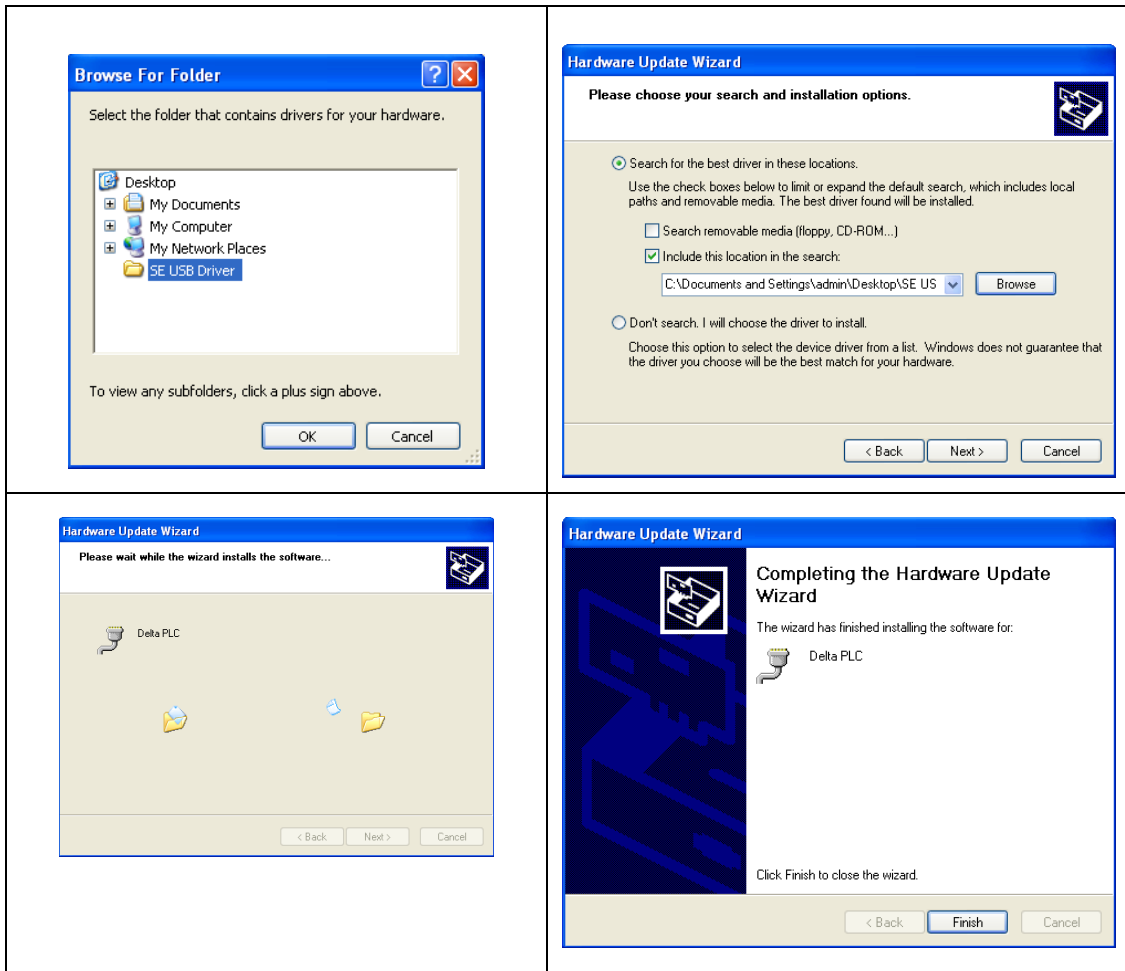 Browse For Folder
Select the folder that contains drivers for your hardware.
Desktop
My Documents
My Computer
My Network Places
SE USB Driver
To view any subfolders, click a plus sign above.
OK Cancel
Hardware Update Wizard
Please choose your search and installation options.
Search for the best driver in these locations.
Use the check boxes below to limit or expand the default search, which includes local
paths and removable media. The best driver found will be installed.
Search removable media (floppy, CD-ROM...)
Include this location in the search:
C:\Documents and Settings\admin\Desktop\SE US Browse
Don't search. I will choose the driver to install.
Choose this option to select the device driver from a list. Windows does not guarantee that
the driver you choose will be the best match for your hardware.
< Back Next > Cancel
Hardware Update Wizard
Please wait while the wizard installs the software...
Delta PLC
< Back Next > Cancel
Hardware Update Wizard
Completing the Hardware Update
Wizard
The wizard has finished installing the software for:
Delta PLC
Click Finish to close the wizard.
< Back Finish Cancel